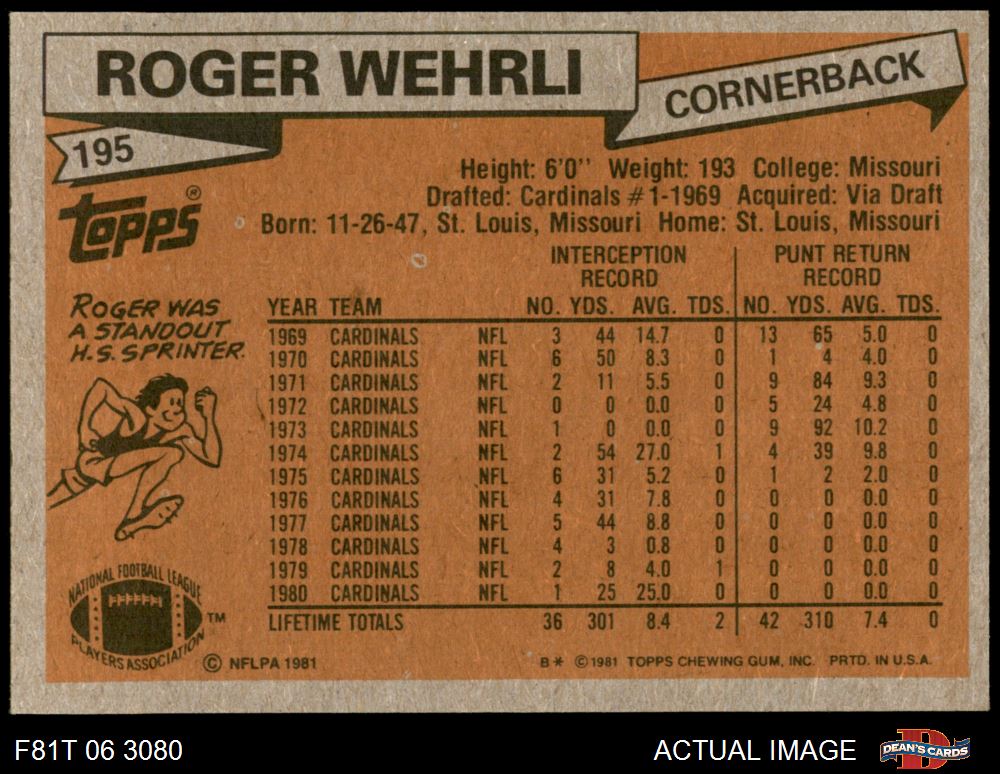 ROGER WEHRLI
CORNERBACK
195
Height: 6'0" Weight: 193 College: Missouri
Drafted: Cardinals #1-1969 Acquired: Via Draft
Born: 11-26-47, St. Louis, Missouri Home: St. Louis, Missouri
TOPPS®
ROGER WAS
A STANDOUT
H.S. SPRINTER.
INTERCEPTION PUNT RETURN
RECORD RECORD
YEAR TEAM NO. YDS. AVG. TDS. NO. YDS. AVG. TDS.
1969 CARDINALS NFL 3 44 14.7 0 13 65 5.0 0
1970 CARDINALS NFL 6 50 8.3 0 1 4 4.0 0
1971 CARDINALS NFL 2 11 5.5 0 9 84 9.3 0
1972 CARDINALS NFL 0 0 0.0 0 5 24 4.8 0
1973 CARDINALS NFL 1 0 0.0 0 9 92 10.2 0
1974 CARDINALS NFL 2 54 27.0 1 4 39 9.8 0
1975 CARDINALS NFL 6 31 5.2 0 1 2 2.0 0
1976 CARDINALS NFL 4 31 7.8 0 0 0 0.0 0
1977 CARDINALS NFL 5 44 8.8 0 0 0 0.0 0
1978 CARDINALS NFL 4 3 0.8 0 0 0 0.0 0
1979 CARDINALS NFL 2 8 4.0 1 0 0 0.0 0
1980 CARDINALS NFL 1 25 25.0 0 0 0 0.0 0
LIFETIME TOTALS 36 301 8.4 2 42 310 7.4 0
NATIONAL FOOTBALL LEAGUE
PLAYERS ASSOCIATION
TM
© NFLPA 1981
B* ©1981 TOPPS CHEWING GUM, INC. PRTD. IN U.S.A.
F81T 06 3080
ACTUAL IMAGE
DEAN'S CARDS